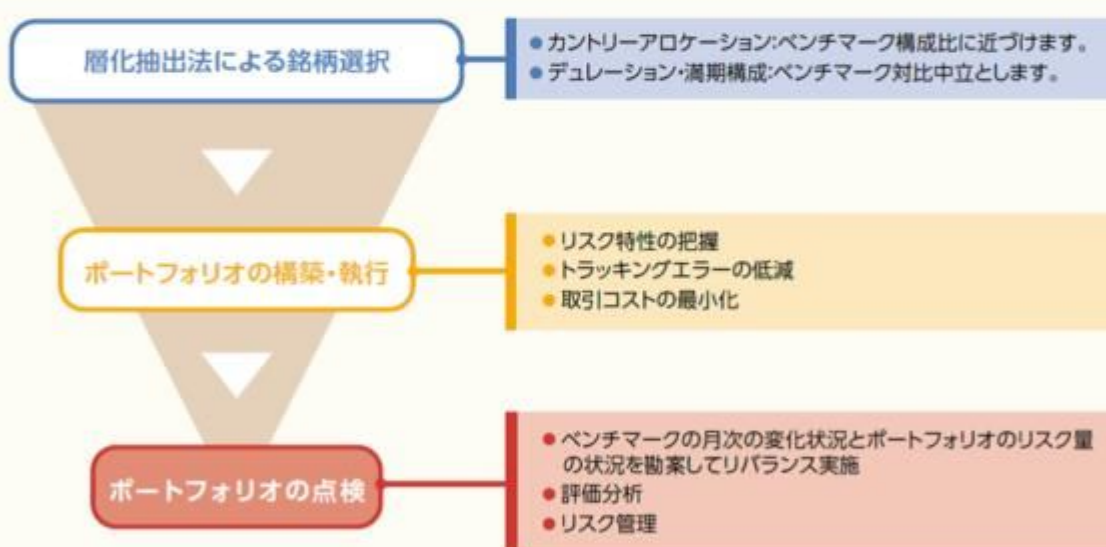 層化抽出法による銘柄選択
●カントリーアロケーション:ベンチマーク構成比に近づけます。
●デュレーション・満期構成:ベンチマーク対比中立とします。
ポートフォリオの構築・執行
●リスク特性の把握
●トラッキングエラーの低減
●取引コストの最小化
ポートフォリオの点検
●ベンチマークの月次の変化状況とポートフォリオのリスク量
の状況を勘案してリバランス実施
●評価分析
●リスク管理